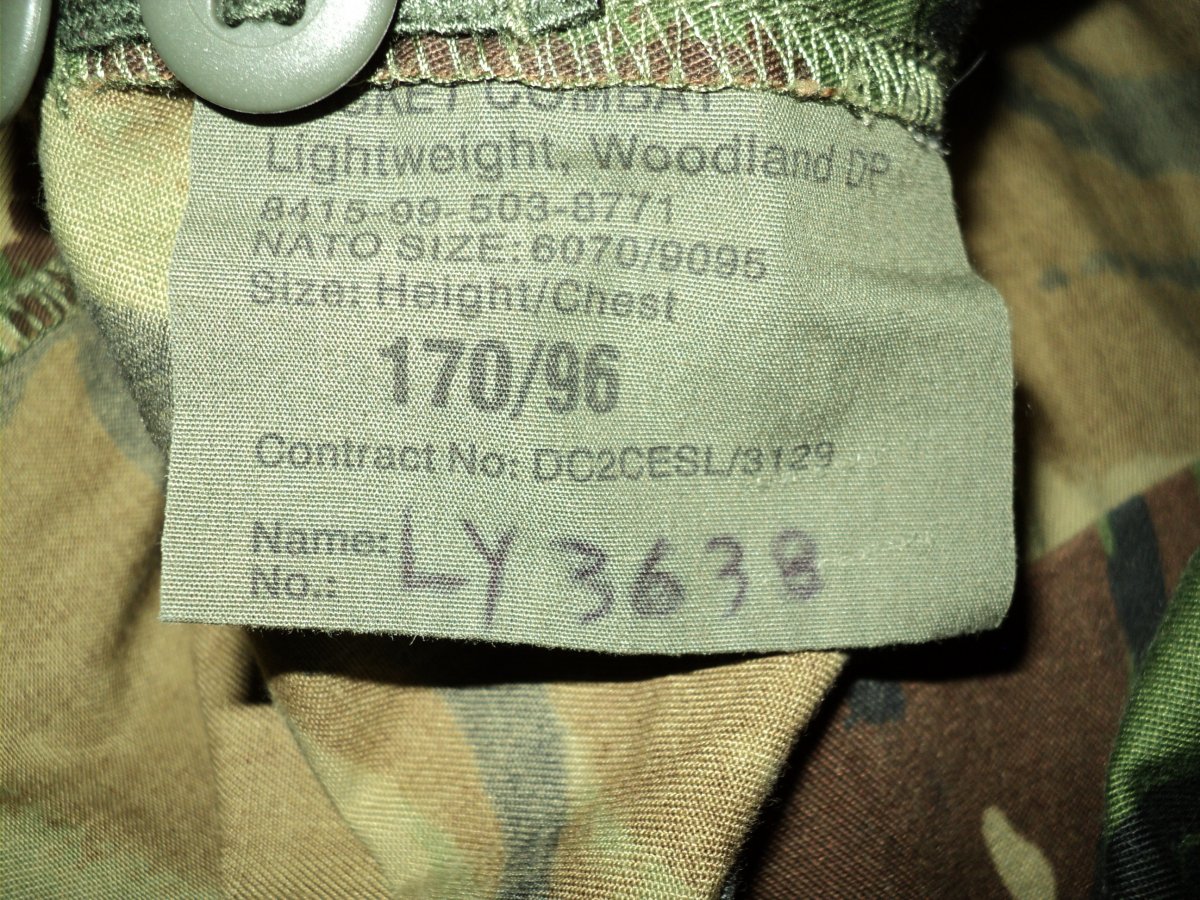 COMBAT
Lightweight, Woodland DP
8415-99-503-8771
NATO SIZE: 6070/9095
Size: Height/Chest
170/96
Contract No: DC2CESL/3129
Name: LY 3638
No.: